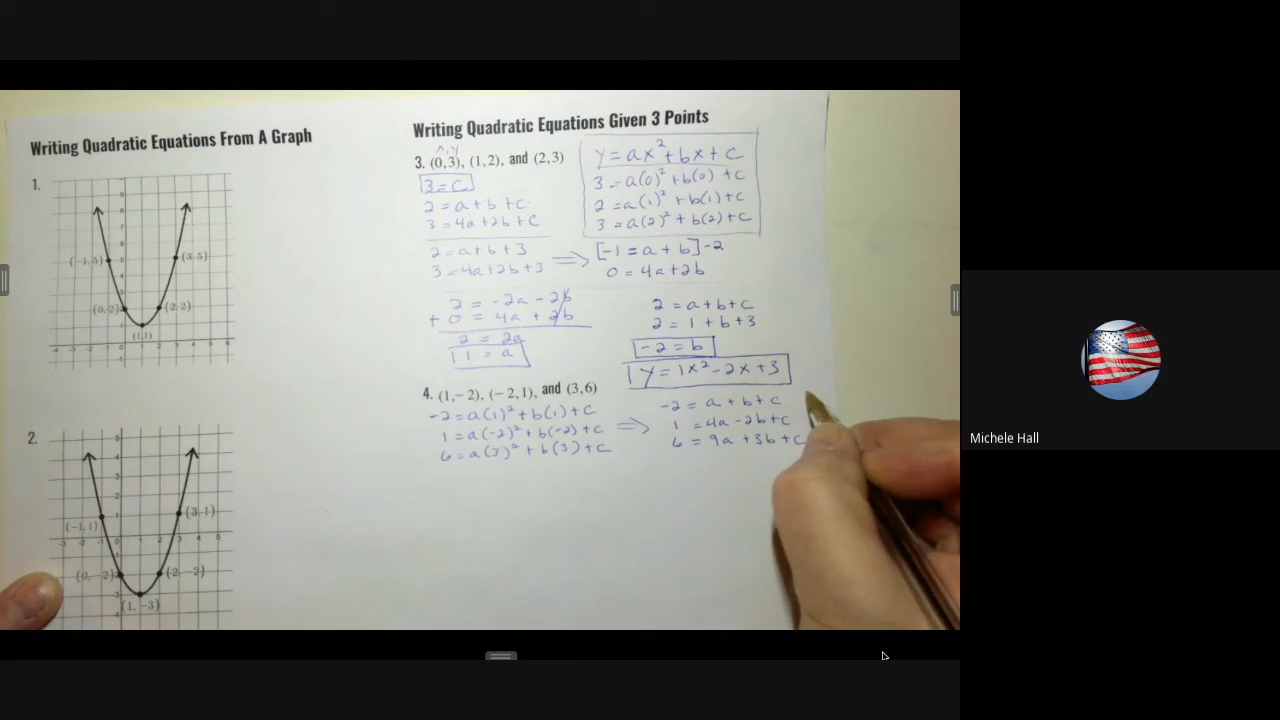 Writing Quadratic Equations From A Graph
1.
(-1,5)
(3,5)
(0,2)
(2,2)
(1,1)
2.
(-1,1)
(3,1)
(0,-2)
(2,-2)
(1,-3)
Writing Quadratic Equations Given 3 Points
x, y
3. (0,3), (1,2), and (2,3)
3 = C
2 = a + b + c
3 = 4a + 2b + c
2 = a + b + 3
3 = 4a + 2b + 3
y = ax² + bx + c
3 = a(0)² + b(0) + c
2 = a(1)² + b(1) + c
3 = a(2)² + b(2) + c
⇒ [-1 = a + b] -2
0 = 4a + 2b
2 = -2a - 2b
+ 0 = 4a + 2b
2 = 2a
1 = a
2 = a + b + c
2 = 1 + b + 3
-2 = b
y = 1x² - 2x + 3
4. (1,-2), (-2,1), and (3,6)
-2 = a(1)² + b(1) + c
1 = a(-2)² + b(-2) + c
6 = a(3)² + b(3) + c
⇒ -2 = a + b + c
1 = 4a - 2b + c
6 = 9a + 3b + c
Michele Hall